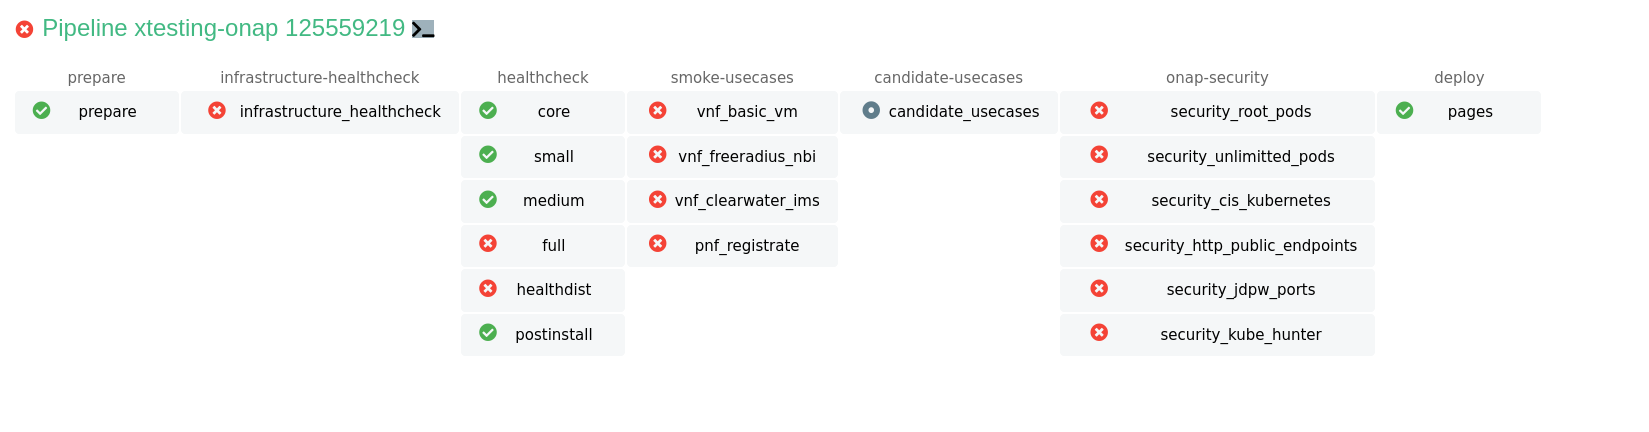 Pipeline xtesting-onap 125559219
prepare infrastructure-healthcheck healthcheck smoke-usecases candidate-usecases onap-security deploy
prepare infrastructure_healthcheck core vnf_basic_vm candidate_usecases security_root_pods pages
small vnf_freeradius_nbi security_unlimitted_pods
medium vnf_clearwater_ims security_cis_kubernetes
full pnf_registrate security_http_public_endpoints
healthdist security_jdpw_ports
postinstall security_kube_hunter